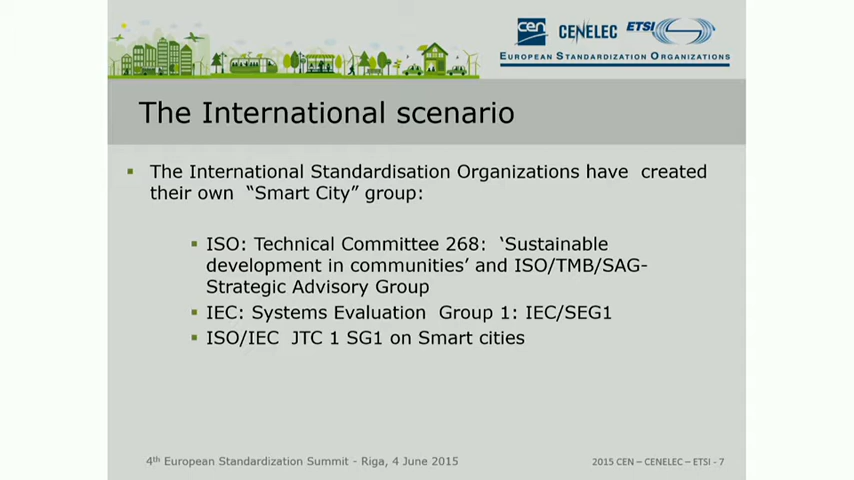 cen
CENELEC
ETSI
EUROPEAN STANDARDIZATION ORGANIZATIONS
The International scenario
▪ The International Standardisation Organizations have created
their own “Smart City” group:
▪ ISO: Technical Committee 268: ‘Sustainable
development in communities’ and ISO/TMB/SAG-
Strategic Advisory Group
▪ IEC: Systems Evaluation Group 1: IEC/SEG1
▪ ISO/IEC JTC 1 SG1 on Smart cities
4th European Standardization Summit - Riga, 4 June 2015
2015 CEN – CENELEC – ETSI - 7